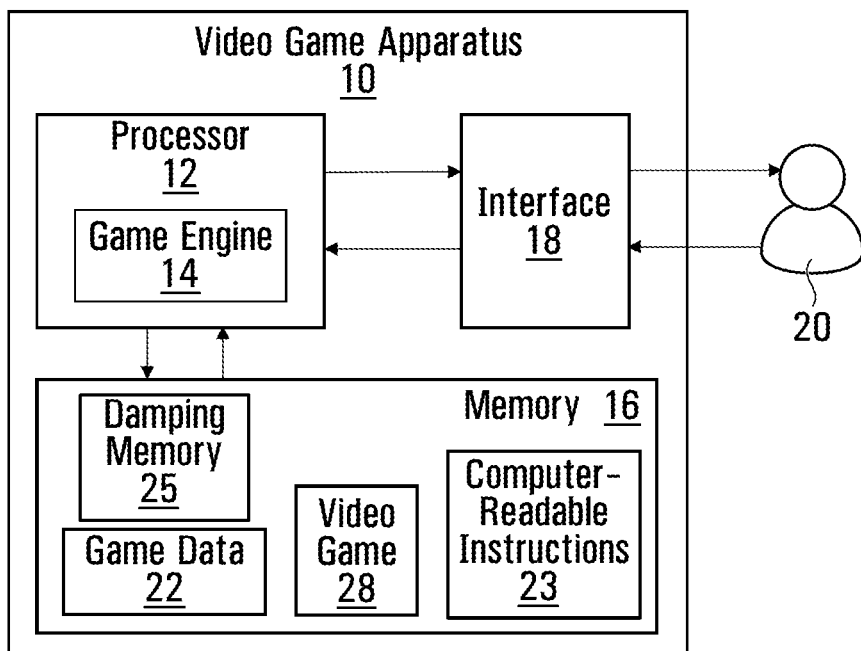 Video Game Apparatus
10
Processor
12
Game Engine
14
Interface
18
20
Memory 16
Damping
Memory
25
Game Data
22
Video
Game
28
Computer-
Readable
Instructions
23